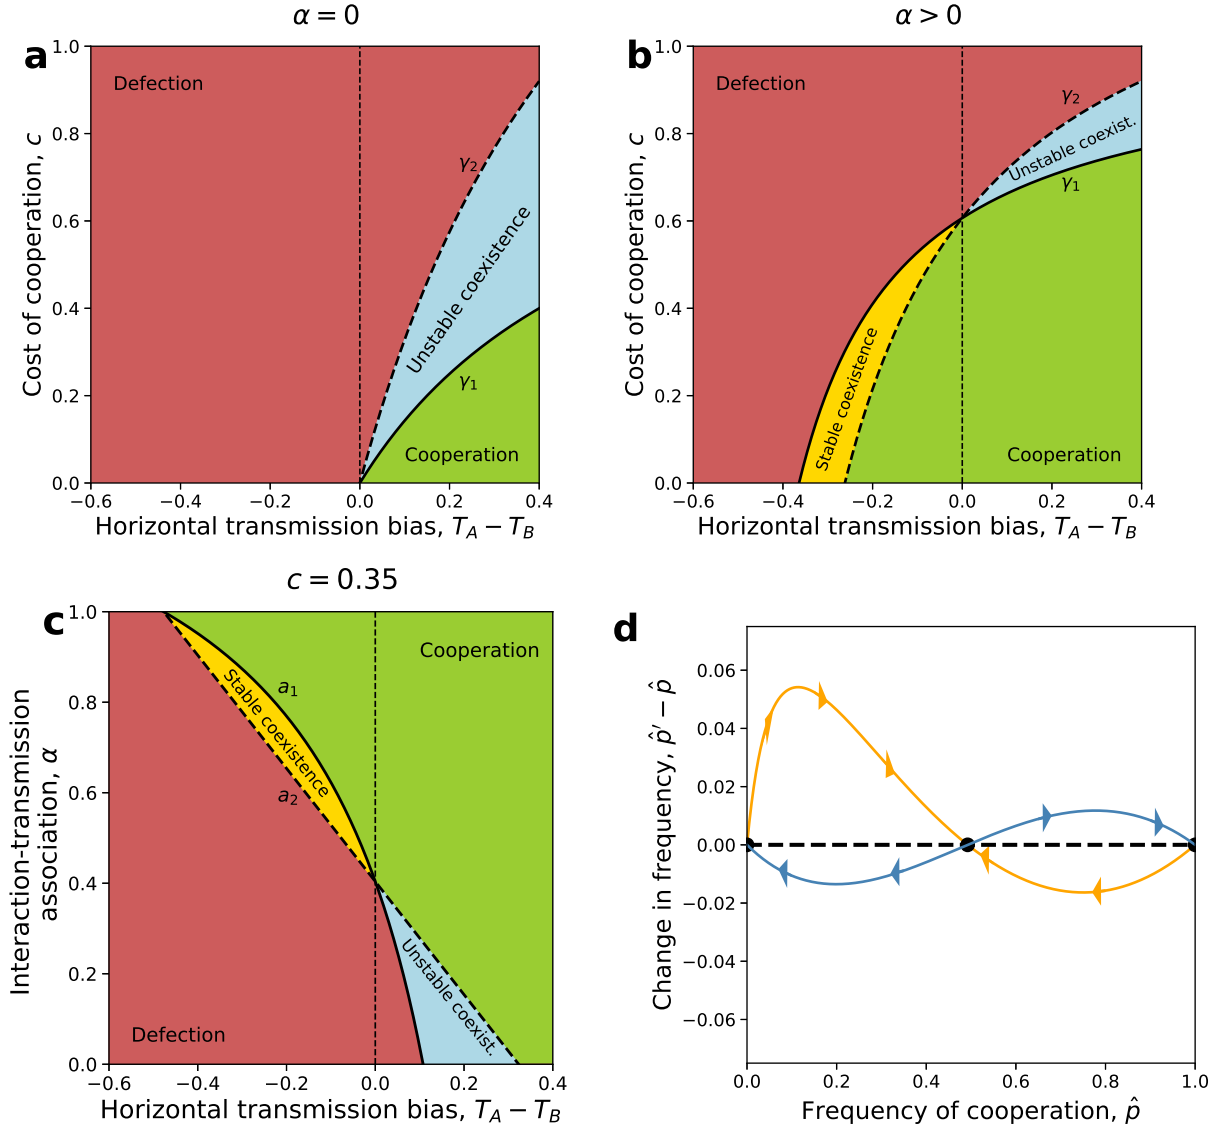 α = 0
a
Defection
Unstable coexistence
Cooperation
γ2
γ1
1.0
0.8
0.6
0.4
0.2
0.0
−0.6
−0.4
−0.2
0.0
0.2
0.4
Cost of cooperation, c
Horizontal transmission bias, T_A − T_B
α > 0
b
Defection
γ2
Unstable coexist.
γ1
Stable coexistence
Cooperation
1.0
0.8
0.6
0.4
0.2
0.0
−0.6
−0.4
−0.2
0.0
0.2
0.4
Cost of cooperation, c
Horizontal transmission bias, T_A − T_B
c = 0.35
c
Cooperation
a1
Stable coexistence
a2
Unstable coexist.
Defection
1.0
0.8
0.6
0.4
0.2
0.0
−0.6
−0.4
−0.2
0.0
0.2
0.4
Interaction-transmission
association, α
Horizontal transmission bias, T_A − T_B
d
0.06
0.04
0.02
0.00
−0.02
−0.04
−0.06
0.0
0.2
0.4
0.6
0.8
1.0
Change in frequency, p̂′ − p̂
Frequency of cooperation, p̂